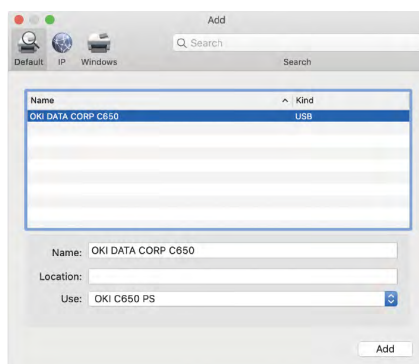 Add
Search
Default IP Windows Search
Name Kind
OKI DATA CORP C650 USB
Name: OKI DATA CORP C650
Location:
Use: OKI C650 PS
Add